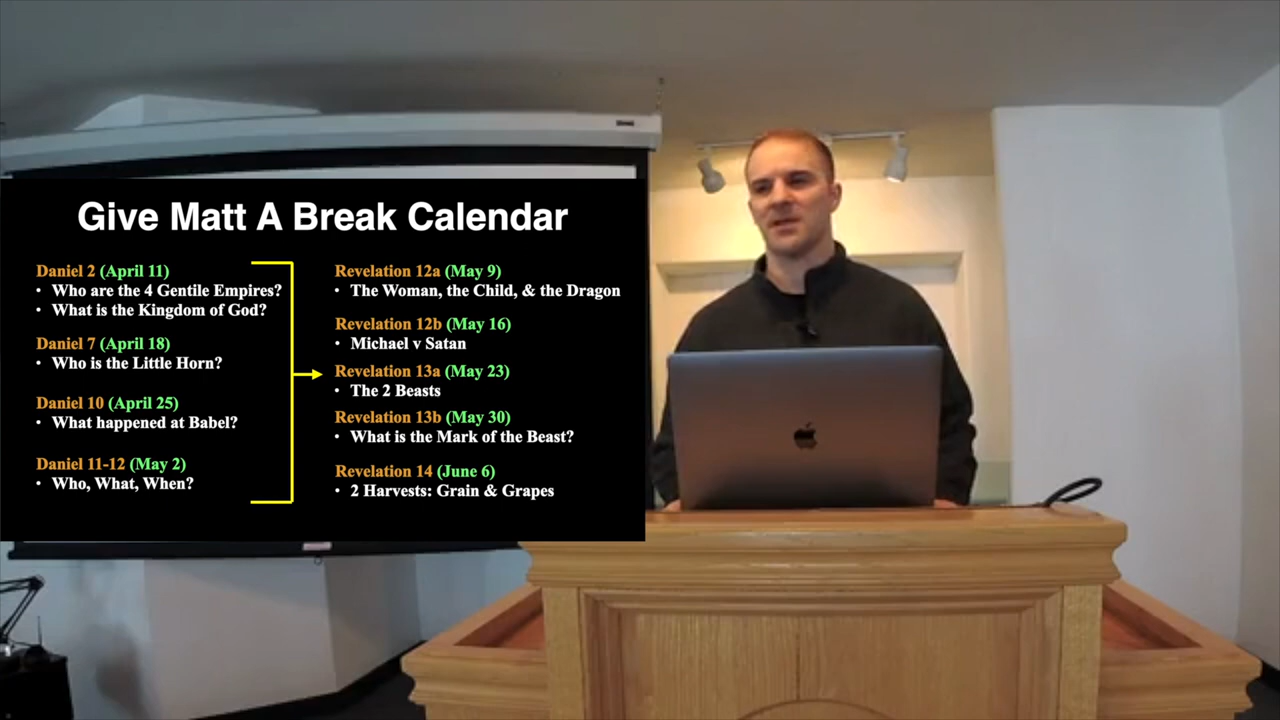 Give Matt A Break Calendar
Daniel 2 (April 11)
• Who are the 4 Gentile Empires?
• What is the Kingdom of God?
Daniel 7 (April 18)
• Who is the Little Horn?
Daniel 10 (April 25)
• What happened at Babel?
Daniel 11-12 (May 2)
• Who, What, When?
Revelation 12a (May 9)
• The Woman, the Child, & the Dragon
Revelation 12b (May 16)
• Michael v Satan
Revelation 13a (May 23)
• The 2 Beasts
Revelation 13b (May 30)
• What is the Mark of the Beast?
Revelation 14 (June 6)
• 2 Harvests: Grain & Grapes